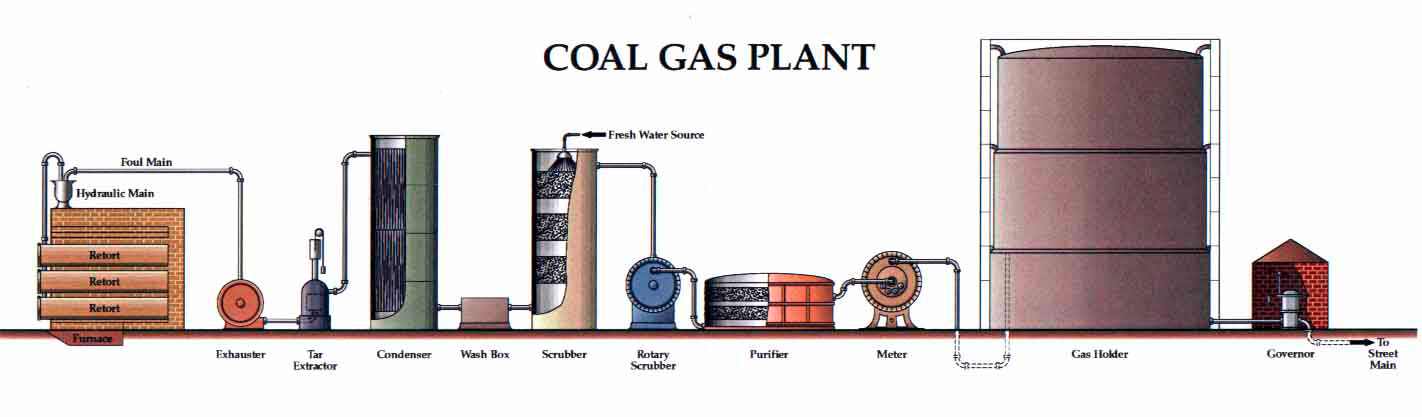 COAL GAS PLANT
Fresh Water Source
Foul Main
Hydraulic Main
Retort
Retort
Retort
Furnace
Exhauster
Tar
Extractor
Condenser
Wash Box
Scrubber
Rotary
Scrubber
Purifier
Meter
Gas Holder
Governor
To
Street
Main